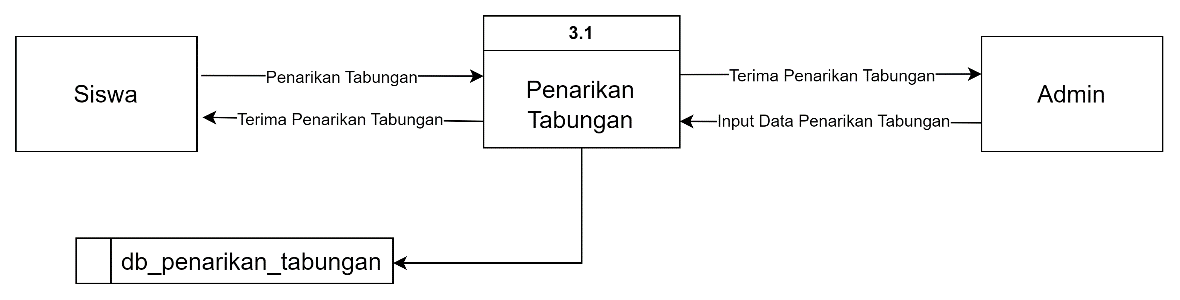 3.1
Siswa
Penarikan Tabungan
Penarikan
Tabungan
Terima Penarikan Tabungan
Admin
Terima Penarikan Tabungan
Input Data Penarikan Tabungan
db_penarikan_tabungan